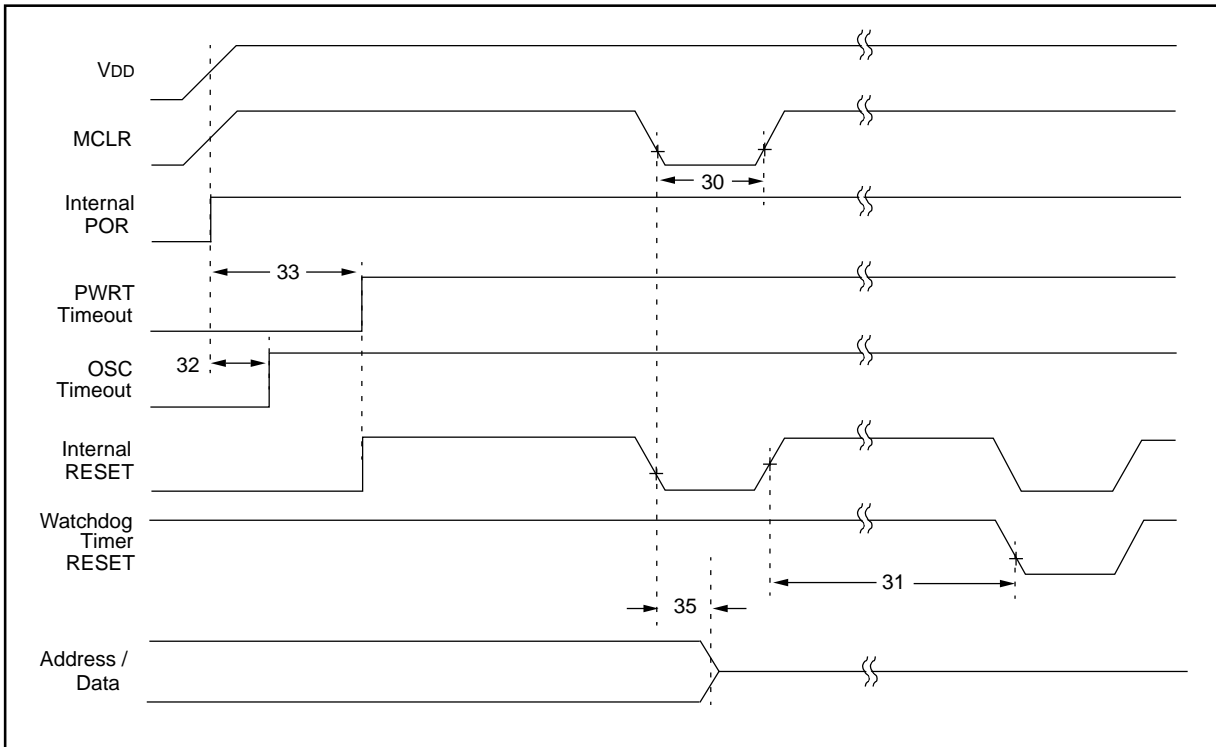 VDD
MCLR
30
Internal
POR
33
PWRT
Timeout
32
OSC
Timeout
Internal
RESET
Watchdog
Timer
RESET
31
35
Address /
Data